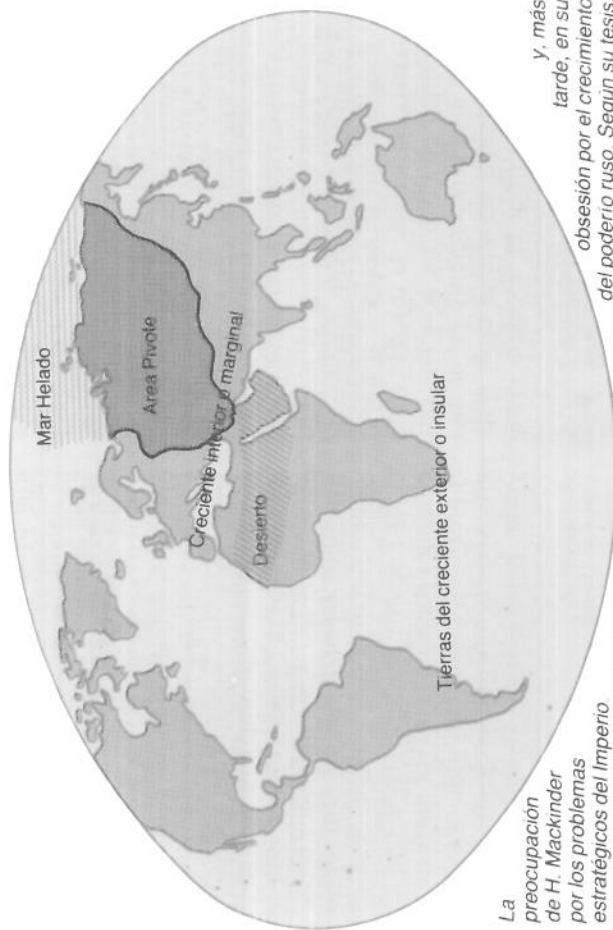 Mar Helado
Area Pivote
Creciente interior o marginal
Desierto
Tierras del creciente exterior o insular
La
preocupación
de H. Mackinder
por los problemas
estratégicos del Imperio
y, más
tarde, en su
obsesión por el crecimiento
del poderío ruso. Según su tesis,